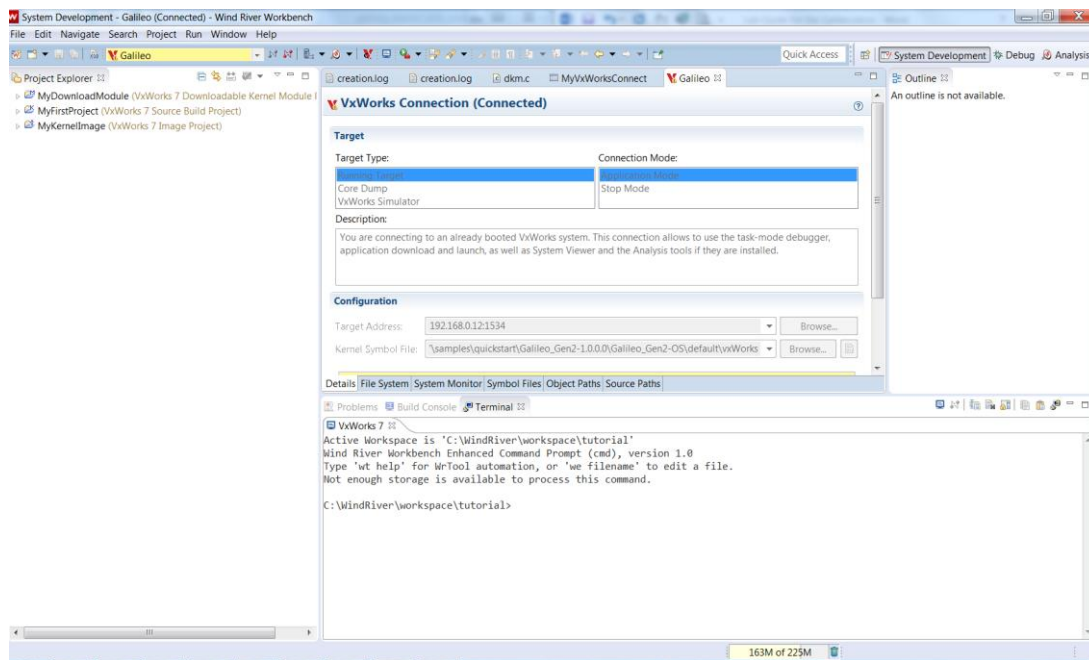 System Development - Galileo (Connected) - Wind River Workbench
File Edit Navigate Search Project Run Window Help
Galileo
Quick Access
System Development Debug Analysis
Project Explorer
MyDownloadModule (VxWorks 7 Downloadable Kernel Module
MyFirstProject (VxWorks 7 Source Build Project)
MyKernelImage (VxWorks 7 Image Project)
creation.log creation.log dkm.c MyVxWorksConnect Galileo
VxWorks Connection (Connected)
Target
Target Type: Connection Mode:
Running Target Application Mode
Core Dump Stop Mode
VxWorks Simulator
Description:
You are connecting to an already booted VxWorks system. This connection allows to use the task-mode debugger,
application download and launch, as well as System Viewer and the Analysis tools if they are installed.
Configuration
Target Address: 192.168.0.12:1534 Browse...
Kernel Symbol File: "\samples\quickstart\Galileo_Gen2-1.0.0.0\Galileo_Gen2-OS\default\vxWorks Browse...
Details File System System Monitor Symbol Files Object Paths Source Paths
Outline
An outline is not available.
Problems Build Console Terminal
VxWorks 7
Active Workspace is 'C:\WindRiver\workspace\tutorial'
Wind River Workbench Enhanced Command Prompt (cmd), version 1.0
Type 'wt help' for WrTool automation, or 'we filename' to edit a file.
Not enough storage is available to process this command.
C:\WindRiver\workspace\tutorial>
163M of 225M